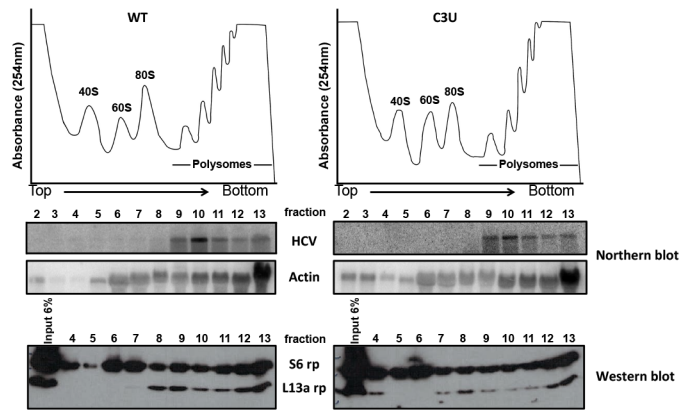 WT C3U
Absorbance (254nm) Absorbance (254nm)
40S 60S 80S 40S 60S 80S
Polysomes Polysomes
Top Bottom Top Bottom
2 3 4 5 6 7 8 9 10 11 12 13 fraction 2 3 4 5 6 7 8 9 10 11 12 13
HCV
Northern blot
Actin
Input 6% 4 5 6 7 8 9 10 11 12 13 fraction Input 6% 4 5 6 7 8 9 10 11 12 13
S6 rp
Western blot
L13a rp